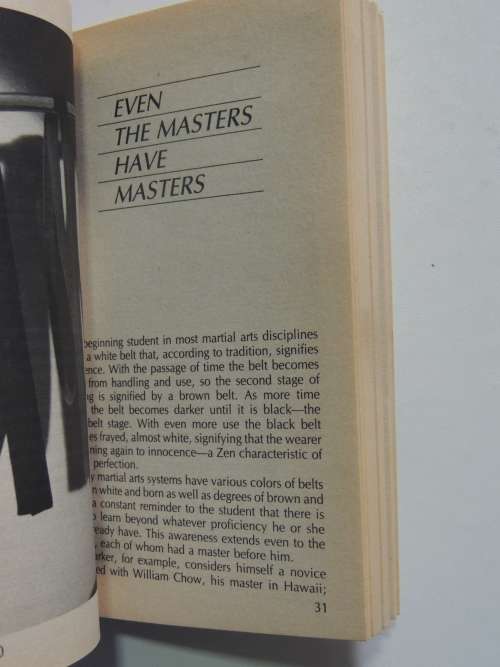 EVEN
THE MASTERS
HAVE
MASTERS
beginning student in most martial arts disciplines
a white belt that, according to tradition, signifies
ence. With the passage of time the belt becomes
from handling and use, so the second stage of
ng is signified by a brown belt. As more time
the belt becomes darker until it is black—the
belt stage. With even more use the black belt
es frayed, almost white, signifying that the wearer
ning again to innocence—a Zen characteristic of
perfection.
y martial arts systems have various colors of belts
n white and born as well as degrees of brown and
a constant reminder to the student that there is
o learn beyond whatever proficiency he or she
ready have. This awareness extends even to the
, each of whom had a master before him.
arker, for example, considers himself a novice
ed with William Chow, his master in Hawaii;
31
0